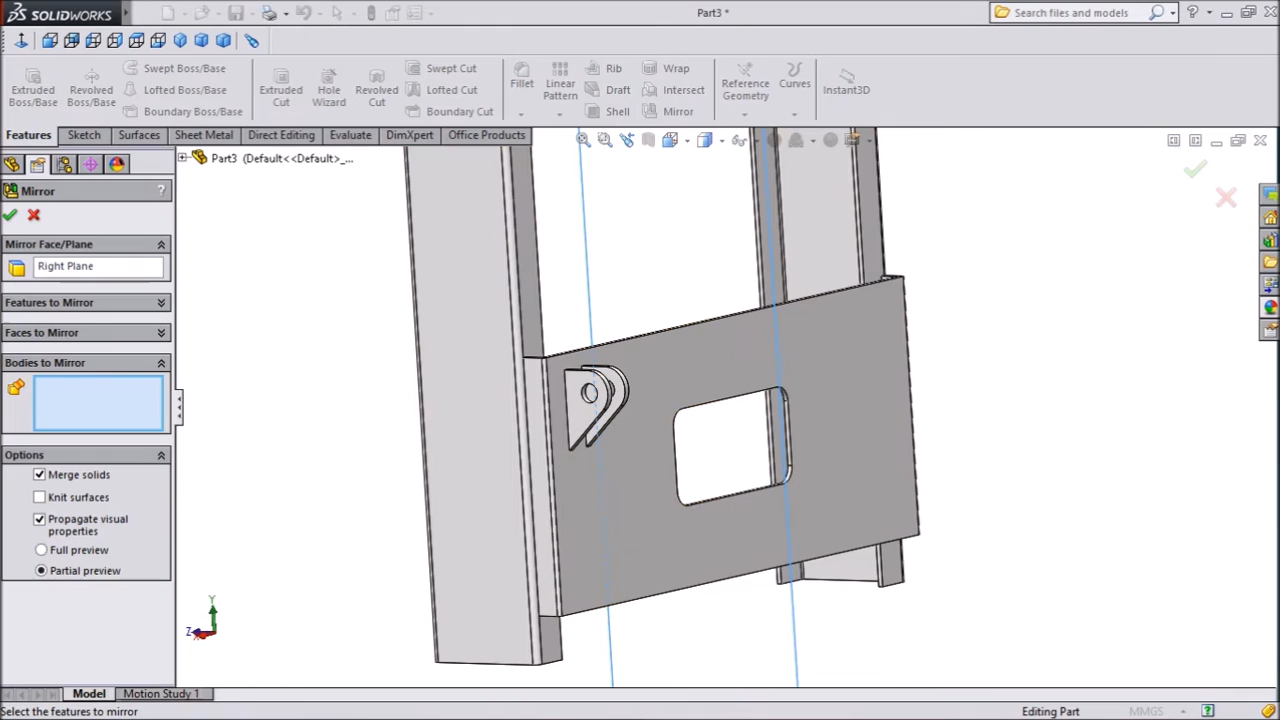 SOLIDWORKS
Part3 *
Search files and models
Extruded Boss/Base
Revolved Boss/Base
Swept Boss/Base
Lofted Boss/Base
Boundary Boss/Base
Extruded Cut
Hole Wizard
Revolved Cut
Swept Cut
Lofted Cut
Boundary Cut
Fillet
Linear Pattern
Rib
Draft
Shell
Wrap
Intersect
Mirror
Reference Geometry
Curves
Instant3D
Features
Sketch
Surfaces
Sheet Metal
Direct Editing
Evaluate
DimXpert
Office Products
Part3 (Default<<Default>_...
Mirror
?
Mirror Face/Plane
Right Plane
Features to Mirror
Faces to Mirror
Bodies to Mirror
Options
Merge solids
Knit surfaces
Propagate visual
properties
Full preview
Partial preview
Y
Z
Model
Motion Study 1
Select the features to mirror
Editing Part
MMGS